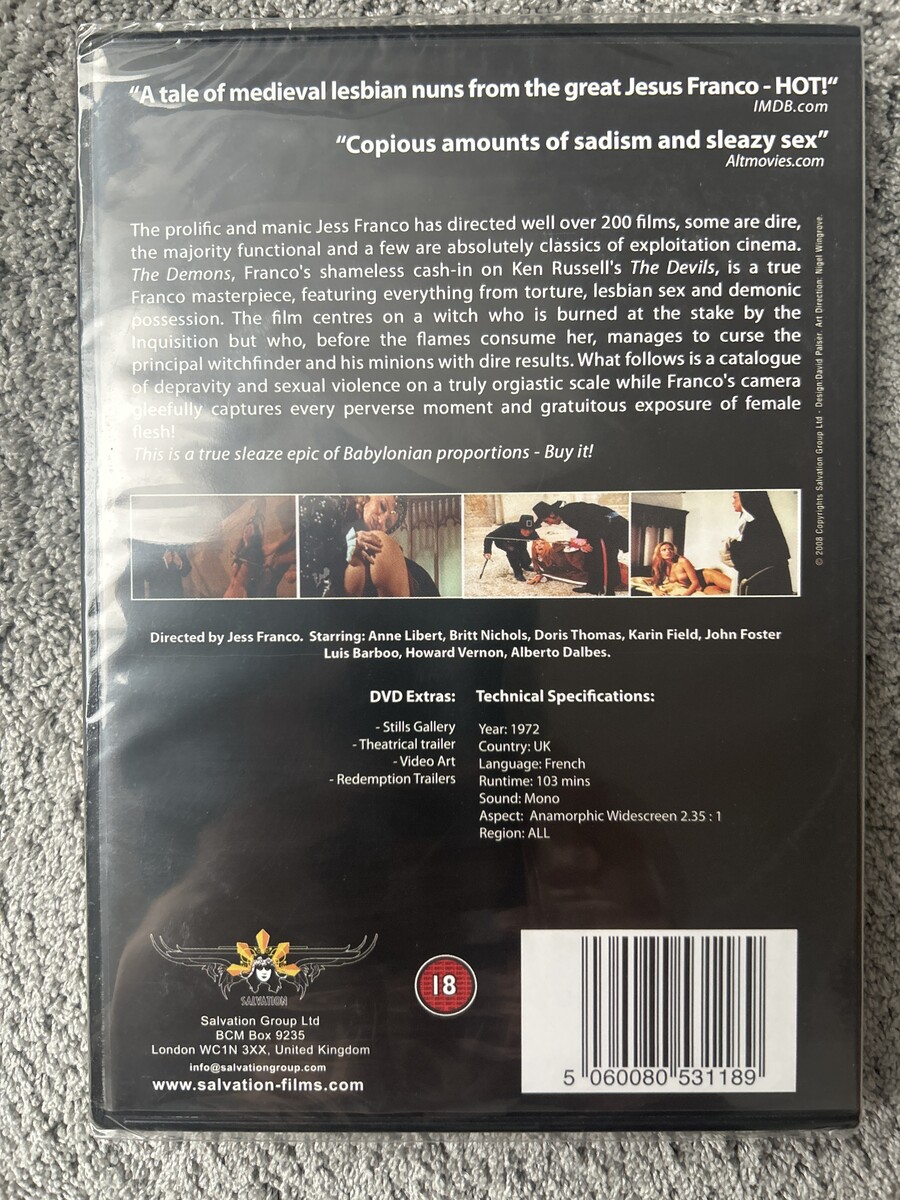 “A tale of medieval lesbian nuns from the great Jesus Franco - HOT!“
IMDB.com
“Copious amounts of sadism and sleazy sex”
Altmovies.com
The prolific and manic Jess Franco has directed well over 200 films, some are dire,
the majority functional and a few are absolutely classics of exploitation cinema.
The Demons, Franco's shameless cash-in on Ken Russell's The Devils, is a true
Franco masterpiece, featuring everything from torture, lesbian sex and demonic
possession. The film centres on a witch who is burned at the stake by the
Inquisition but who, before the flames consume her, manages to curse the
principal witchfinder and his minions with dire results. What follows is a catalogue
of depravity and sexual violence on a truly orgiastic scale while Franco's camera
gleefully captures every perverse moment and gratuitous exposure of female
flesh!
This is a true sleaze epic of Babylonian proportions - Buy it!
© 2008 Copyrights Salvation Group Ltd - Design:David Palser. Art Direction: Nigel Wingrove.
Directed by Jess Franco. Starring: Anne Libert, Britt Nichols, Doris Thomas, Karin Field, John Foster
Luis Barboo, Howard Vernon, Alberto Dalbes.
DVD Extras:
- Stills Gallery
- Theatrical trailer
- Video Art
- Redemption Trailers
Technical Specifications:
Year: 1972
Country: UK
Language: French
Runtime: 103 mins
Sound: Mono
Aspect: Anamorphic Widescreen 2.35 : 1
Region: ALL
SALVATION
Salvation Group Ltd
BCM Box 9235
London WC1N 3XX, United Kingdom
info@salvationgroup.com
www.salvation-films.com
18
5 060080 531189